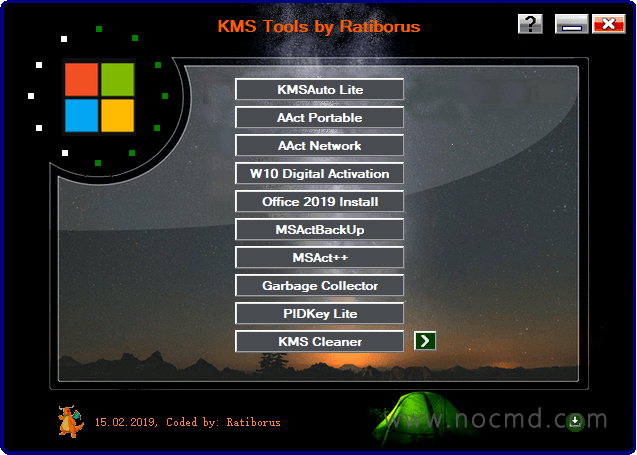 KMS Tools by Ratiborus
?
KMSAuto Lite
AAct Portable
AAct Network
W10 Digital Activation
Office 2019 Install
MSActBackUp
MSAct++
Garbage Collector
PIDKey Lite
KMS Cleaner
15.02.2019, Coded by: Ratiborus
www.nocmd.com